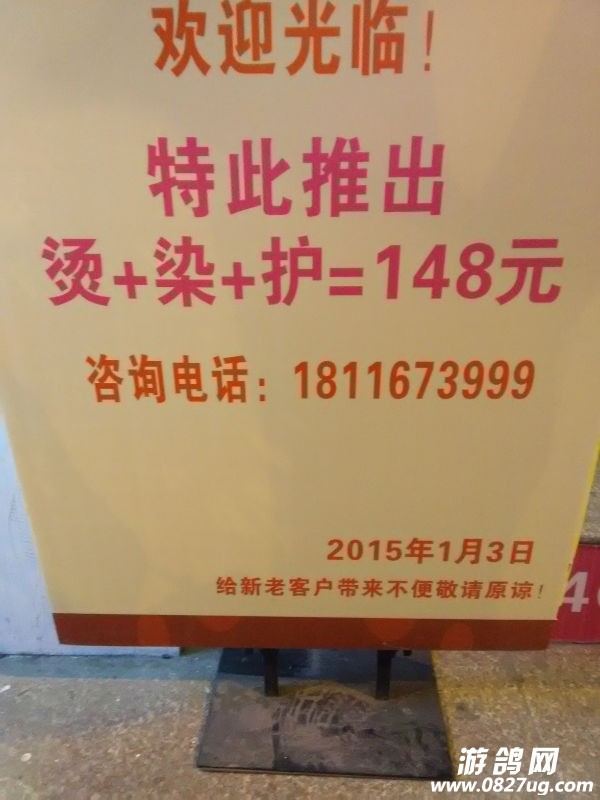 欢迎光临!
特此推出
烫+染+护=148元
咨询电话: 1811673999
2015年1月3日
给新老客户带来不便敬请原谅!
4
游鸽网
www.0827ug.com